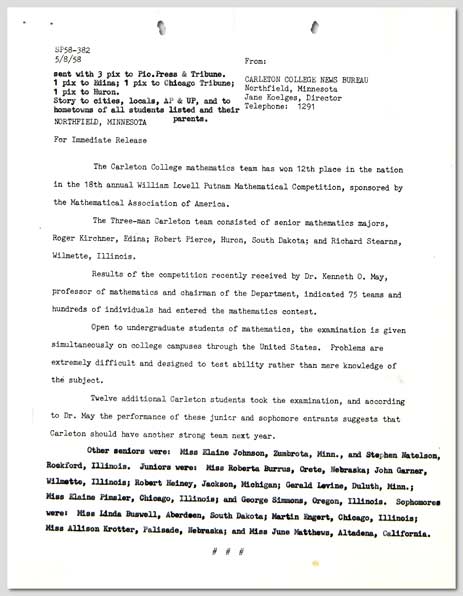 SP58-382
5/8/58
sent with 3 pix to Pio.Press & Tribune.
1 pix to Edina; 1 pix to Chicago Tribune;
1 pix to Huron.
Story to cities, locals, AP & UP, and to
hometowns of all students listed and their
parents.
NORTHFIELD, MINNESOTA
From:
CARLETON COLLEGE NEWS BUREAU
Northfield, Minnesota
Jane Koelges, Director
Telephone: 1291
For Immediate Release
The Carleton College mathematics team has won 12th place in the nation
in the 18th annual William Lowell Putnam Mathematical Competition, sponsored by
the Mathematical Association of America.
The Three-man Carleton team consisted of senior mathematics majors,
Roger Kirchner, Edina; Robert Pierce, Huron, South Dakota; and Richard Stearns,
Wilmette, Illinois.
Results of the competition recently received by Dr. Kenneth O. May,
professor of mathematics and chairman of the Department, indicated 75 teams and
hundreds of individuals had entered the mathematics contest.
Open to undergraduate students of mathematics, the examination is given
simultaneously on college campuses through the United States. Problems are
extremely difficult and designed to test ability rather than mere knowledge of
the subject.
Twelve additional Carleton students took the examination, and according
to Dr. May the performance of these junior and sophomore entrants suggests that
Carleton should have another strong team next year.
Other seniors were: Miss Elaine Johnson, Zumbrota, Minn., and Stephen Natelson,
Rockford, Illinois. Juniors were: Miss Roberta Burrus, Crete, Nebraska; John Garner,
Wilmette, Illinois; Robert Heiney, Jackson, Michigan; Gerald Levine, Duluth, Minn.;
Miss Elaine Pinsler, Chicago, Illinois; and George Simmons, Oregon, Illinois. Sophomores
were: Miss Linda Buswell, Aberdeen, South Dakota; Martin Engert, Chicago, Illinois;
Miss Allison Krotter, Palisade, Nebraska; and Miss June Matthews, Altadena, California.
# # #